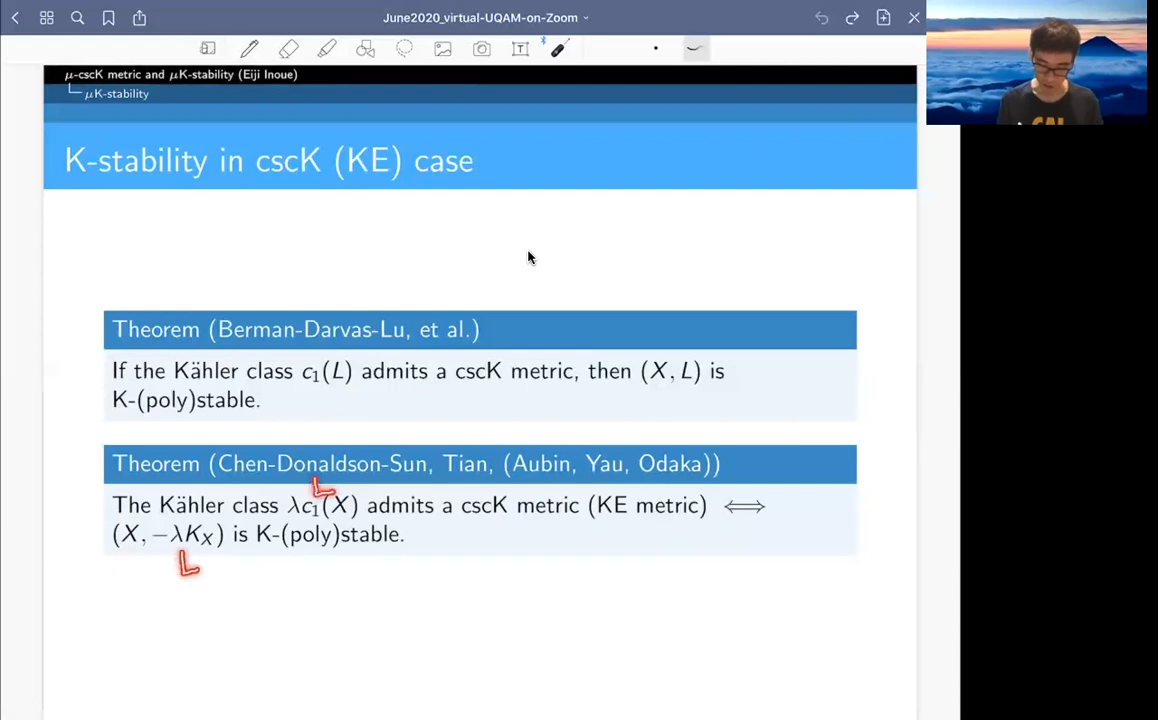 June2020_virtual-UQAM-on-Zoom
μ-cscK metric and μK-stability (Eiji Inoue)
μK-stability
K-stability in cscK (KE) case
Theorem (Berman-Darvas-Lu, et al.)
If the Kähler class c₁(L) admits a cscK metric, then (X, L) is
K-(poly)stable.
Theorem (Chen-Donaldson-Sun, Tian, (Aubin, Yau, Odaka))
L
The Kähler class λc₁(X) admits a cscK metric (KE metric) ⟺
(X, −λK_X) is K-(poly)stable.
L